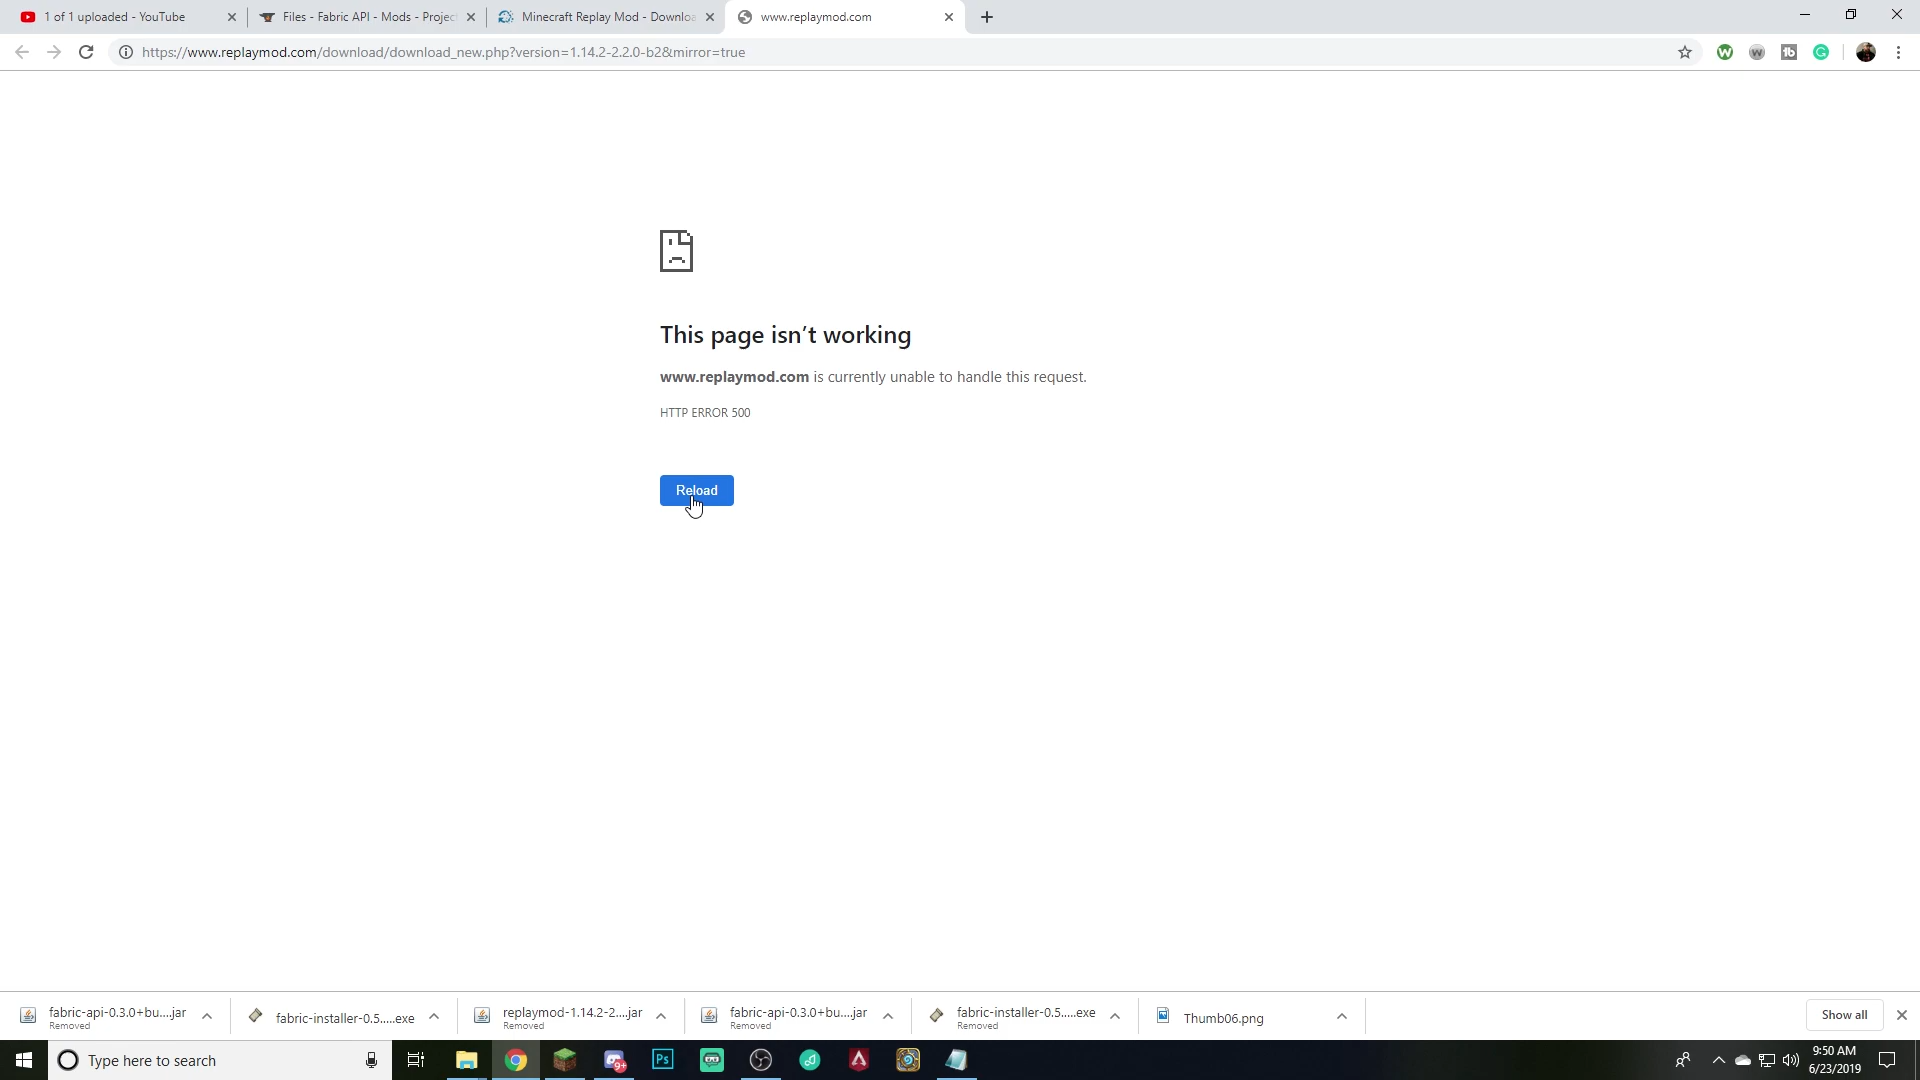 1 of 1 uploaded - YouTube
Files - Fabric API - Mods - Projec
Minecraft Replay Mod - Downloa
www.replaymod.com
https://www.replaymod.com/download/download_new.php?version=1.14.2-2.2.0-b2&mirror=true
This page isn’t working
www.replaymod.com is currently unable to handle this request.
HTTP ERROR 500
Reload
fabric-api-0.3.0+bu....jar
Removed
fabric-installer-0.5.....exe
replaymod-1.14.2-2....jar
Removed
fabric-api-0.3.0+bu....jar
Removed
fabric-installer-0.5.....exe
Removed
Thumb06.png
Show all
Type here to search
9+
Ps
9:50 AM
6/23/2019